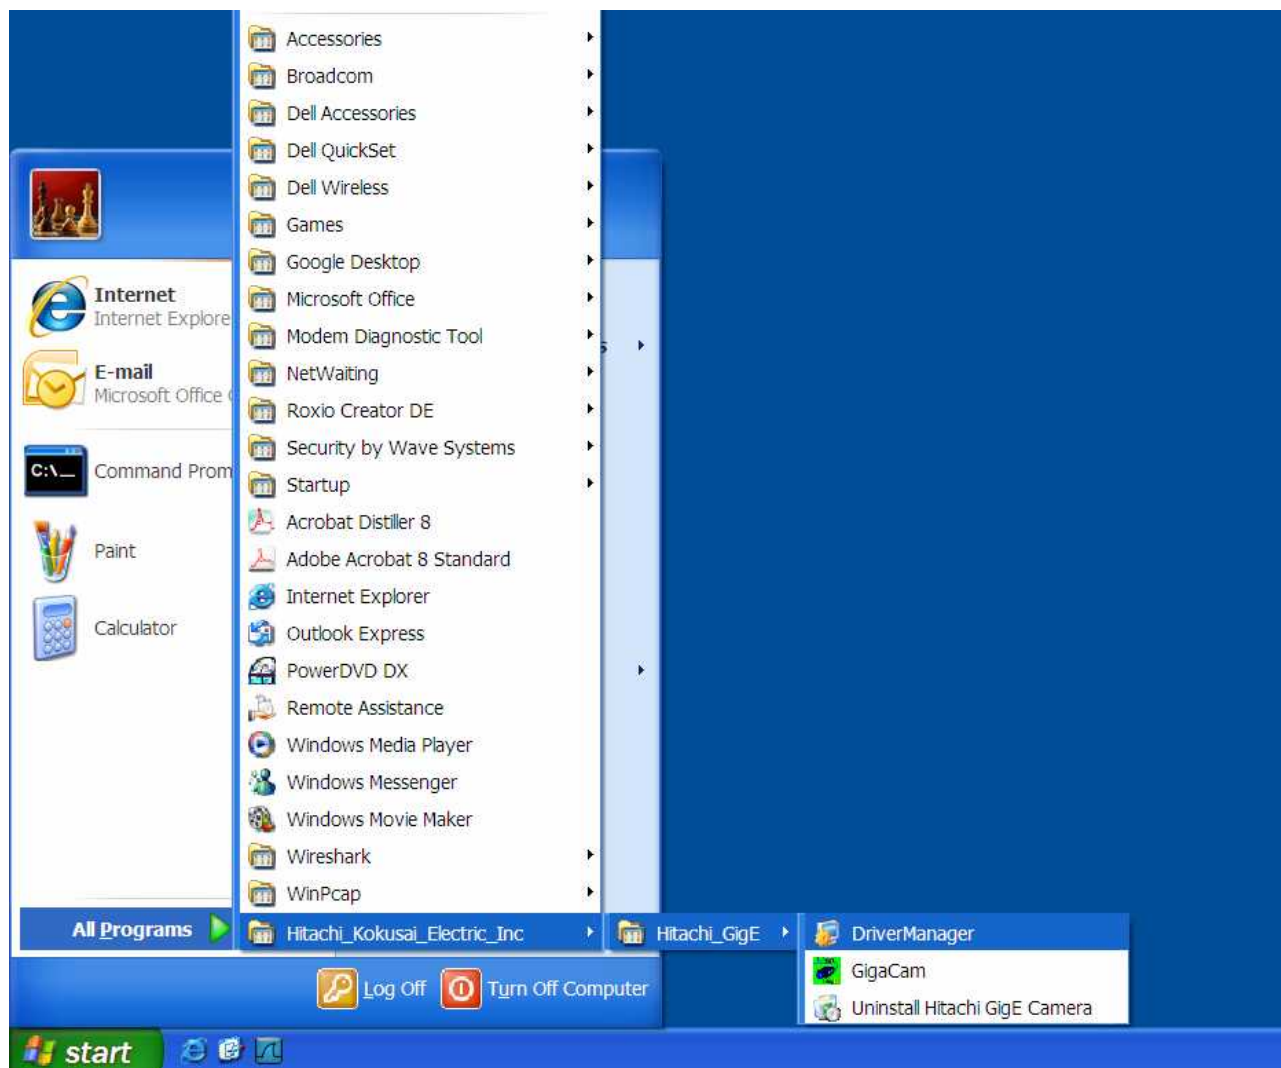 Accessories
Broadcom
Dell Accessories
Dell QuickSet
Dell Wireless
Games
Google Desktop
Microsoft Office
Modem Diagnostic Tool
NetWaiting
Roxio Creator DE
Security by Wave Systems
Startup
Acrobat Distiller 8
Adobe Acrobat 8 Standard
Internet Explorer
Outlook Express
PowerDVD DX
Remote Assistance
Windows Media Player
Windows Messenger
Windows Movie Maker
Wireshark
WinPcap
Hitachi_Kokusai_Electric_Inc
Hitachi_GigE
DriverManager
GigaCam
Uninstall Hitachi GigE Camera
Internet
Internet Explore
E-mail
Microsoft Office
C:\_
Command Prom
Paint
Calculator
All Programs
Log Off
Turn Off Computer
start